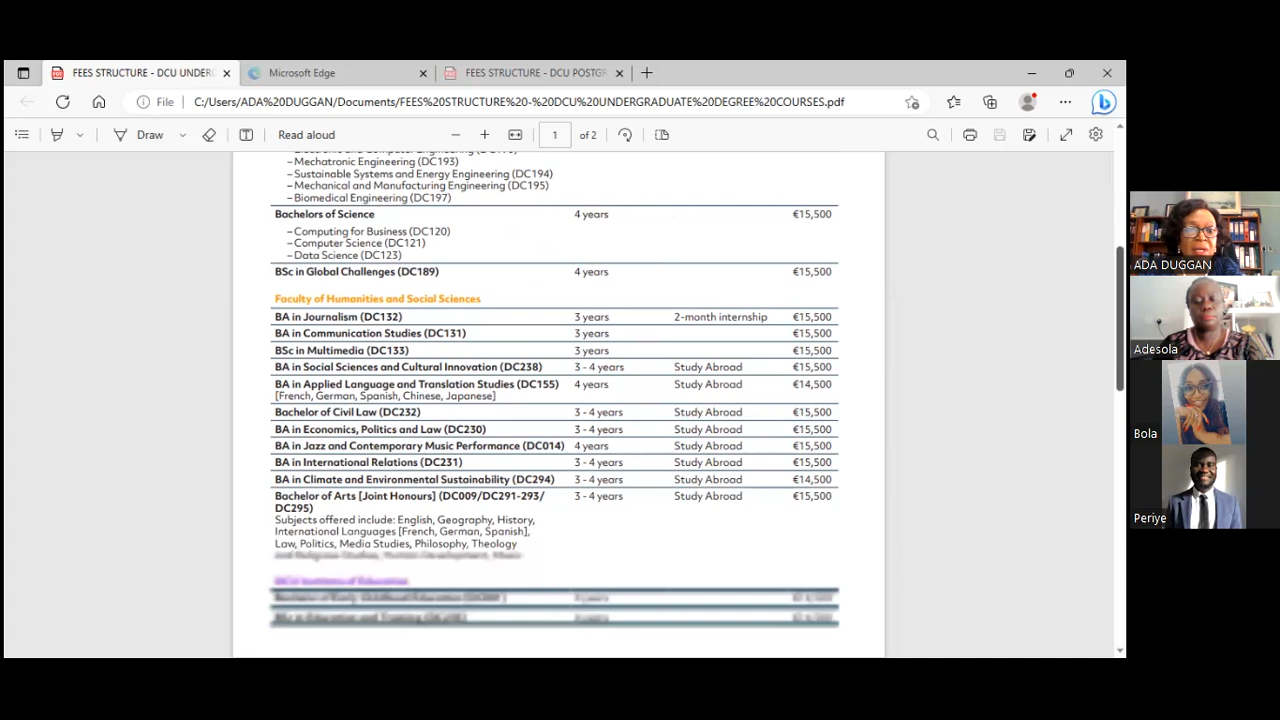 FEES STRUCTURE - DCU UNDERG
Microsoft Edge
FEES STRUCTURE - DCU POSTGR
File C:/Users/ADA%20DUGGAN/Documents/FEES%20STRUCTURE%20-%20DCU%20UNDERGRADUATE%20DEGREE%20COURSES.pdf
Draw Read aloud 1 of 2
– Mechatronic Engineering (DC193)
– Sustainable Systems and Energy Engineering (DC194)
– Mechanical and Manufacturing Engineering (DC195)
– Biomedical Engineering (DC197)
Bachelors of Science 4 years €15,500
– Computing for Business (DC120)
– Computer Science (DC121)
– Data Science (DC123)
BSc in Global Challenges (DC189) 4 years €15,500
Faculty of Humanities and Social Sciences
BA in Journalism (DC132) 3 years 2-month internship €15,500
BA in Communication Studies (DC131) 3 years €15,500
BSc in Multimedia (DC133) 3 years €15,500
BA in Social Sciences and Cultural Innovation (DC238) 3 - 4 years Study Abroad €15,500
BA in Applied Language and Translation Studies (DC155) 4 years Study Abroad €14,500
[French, German, Spanish, Chinese, Japanese]
Bachelor of Civil Law (DC232) 3 - 4 years Study Abroad €15,500
BA in Economics, Politics and Law (DC230) 3 - 4 years Study Abroad €15,500
BA in Jazz and Contemporary Music Performance (DC014) 4 years Study Abroad €15,500
BA in International Relations (DC231) 3 - 4 years Study Abroad €15,500
BA in Climate and Environmental Sustainability (DC294) 3 - 4 years Study Abroad €14,500
Bachelor of Arts [Joint Honours] (DC009/DC291-293/ 3 - 4 years Study Abroad €15,500
DC295)
Subjects offered include: English, Geography, History,
International Languages [French, German, Spanish],
Law, Politics, Media Studies, Philosophy, Theology
ADA DUGGAN
Adesola
Bola
Periye